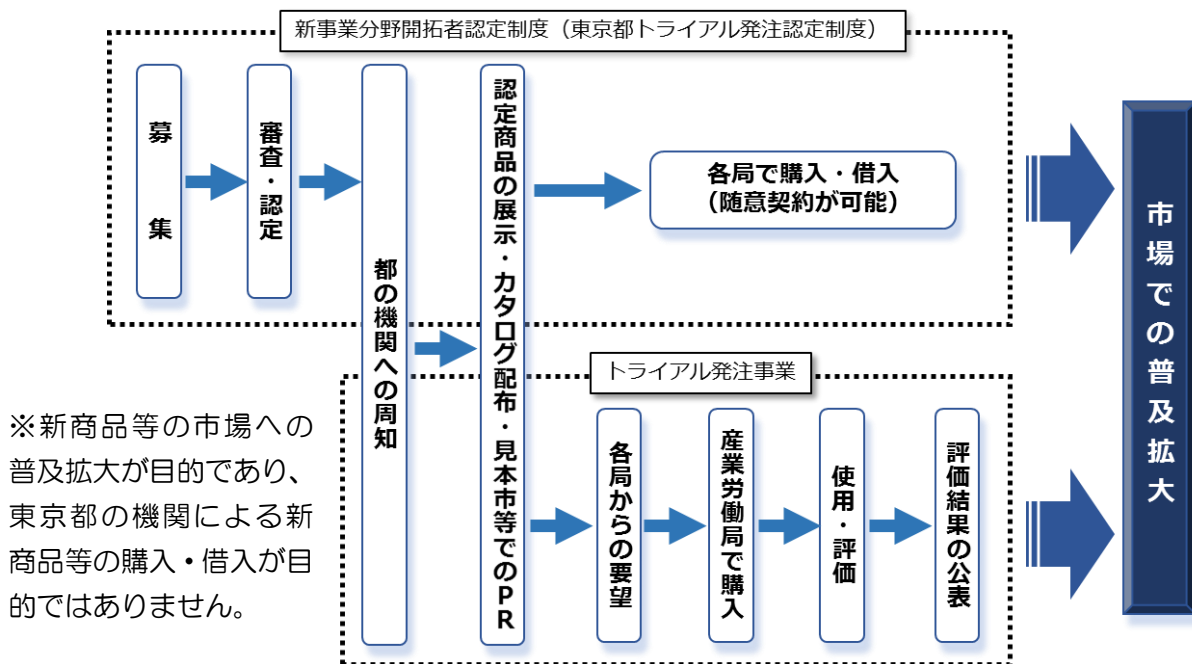 新事業分野開拓者認定制度（東京都トライアル発注認定制度）
募集
審査・認定
都の機関への周知
認定商品の展示・カタログ配布・見本市等でのPR
各局で購入・借入
（随意契約が可能）
トライアル発注事業
各局からの要望
産業労働局で購入
使用・評価
評価結果の公表
市場での普及拡大
※新商品等の市場への
普及拡大が目的であり、
東京都の機関による新
商品等の購入・借入が目
的ではありません。